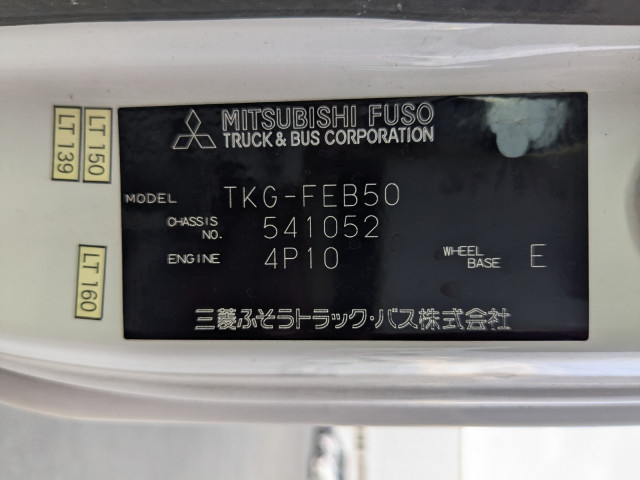 MITSUBISHI FUSO
TRUCK & BUS CORPORATION
LT 139
LT 150
MODEL TKG-FEB50
CHASSIS NO. 541052
ENGINE 4P10 WHEEL BASE E
LT 160
三菱ふそうトラック・バス株式会社